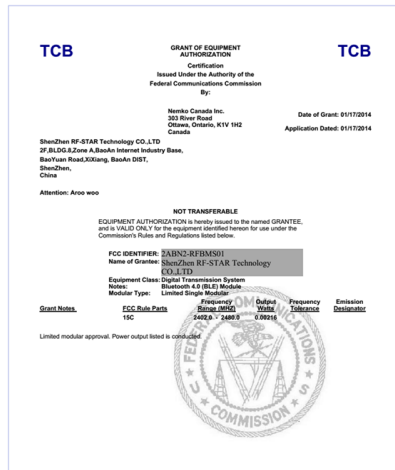 TCB
GRANT OF EQUIPMENT
AUTHORIZATION
TCB
Certification
Issued Under the Authority of the
Federal Communications Commission
By:
Nemko Canada Inc.
303 River Road
Ottawa, Ontario, K1V 1H2
Canada
Date of Grant: 01/17/2014
Application Dated: 01/17/2014
ShenZhen RF-STAR Technology CO.,LTD
2F,BLDG.8,Zone A,BaoAn Internet Industry Base,
BaoYuan Road,XiXiang, BaoAn DIST,
ShenZhen,
China
Attention: Aroo woo
NOT TRANSFERABLE
EQUIPMENT AUTHORIZATION is hereby issued to the named GRANTEE,
and is VALID ONLY for the equipment identified hereon for use under the
Commission's Rules and Regulations listed below.
FCC IDENTIFIER: 2ABN2-RFBMS01
Name of Grantee: ShenZhen RF-STAR Technology
CO.,LTD
Equipment Class: Digital Transmission System
Notes: Bluetooth 4.0 (BLE) Module
Modular Type: Limited Single Modular
Grant Notes FCC Rule Parts Frequency Range (MHZ) Output Watts Frequency Tolerance Emission Designator
15C 2402.0 - 2480.0 0.00216
Limited modular approval. Power output listed is conducted.
FEDERAL COMMUNICATIONS COMMISSION